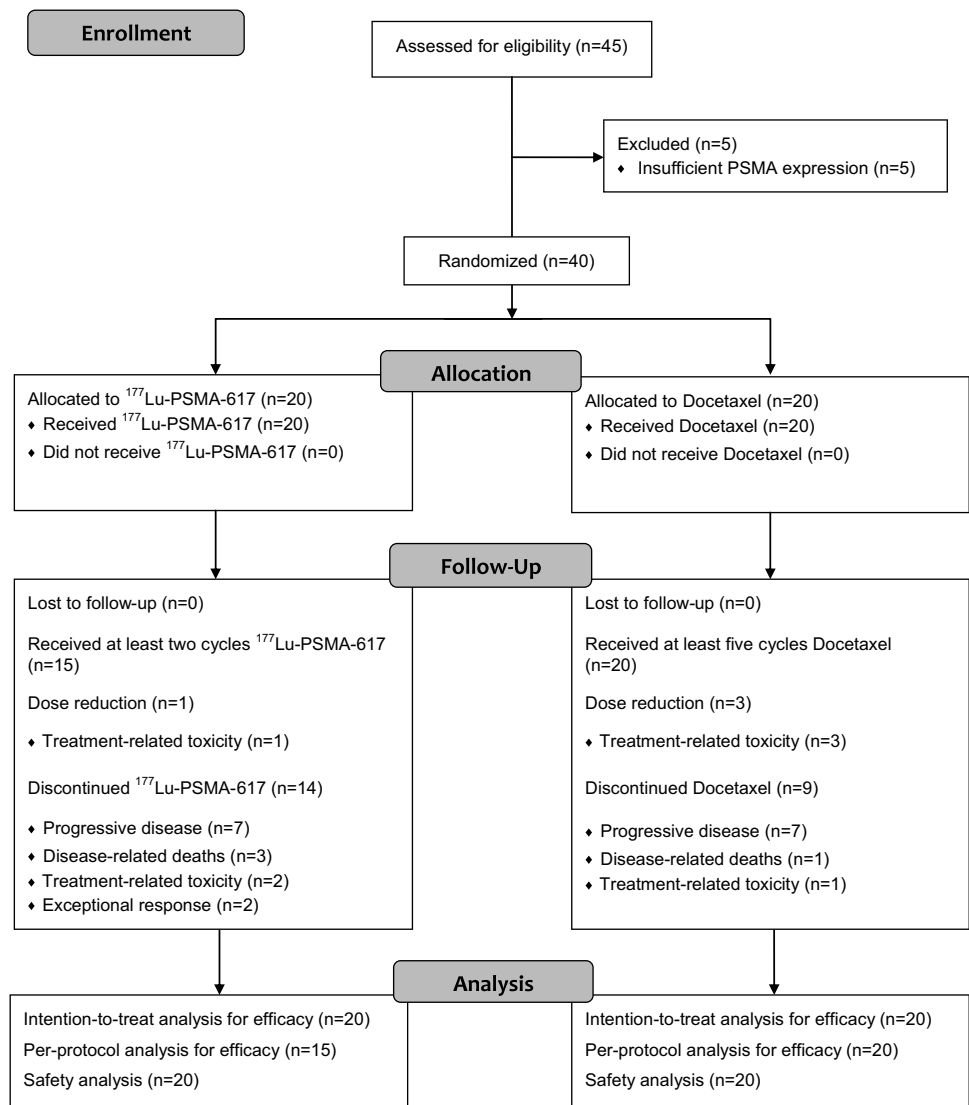 Enrollment
Assessed for eligibility (n=45)
Excluded (n=5)
♦ Insufficient PSMA expression (n=5)
Randomized (n=40)
Allocation
Allocated to ¹⁷⁷Lu-PSMA-617 (n=20)
♦ Received ¹⁷⁷Lu-PSMA-617 (n=20)
♦ Did not receive ¹⁷⁷Lu-PSMA-617 (n=0)
Allocated to Docetaxel (n=20)
♦ Received Docetaxel (n=20)
♦ Did not receive Docetaxel (n=0)
Follow-Up
Lost to follow-up (n=0)
Received at least two cycles ¹⁷⁷Lu-PSMA-617
(n=15)
Dose reduction (n=1)
♦ Treatment-related toxicity (n=1)
Discontinued ¹⁷⁷Lu-PSMA-617 (n=14)
♦ Progressive disease (n=7)
♦ Disease-related deaths (n=3)
♦ Treatment-related toxicity (n=2)
♦ Exceptional response (n=2)
Lost to follow-up (n=0)
Received at least five cycles Docetaxel
(n=20)
Dose reduction (n=3)
♦ Treatment-related toxicity (n=3)
Discontinued Docetaxel (n=9)
♦ Progressive disease (n=7)
♦ Disease-related deaths (n=1)
♦ Treatment-related toxicity (n=1)
Analysis
Intention-to-treat analysis for efficacy (n=20)
Per-protocol analysis for efficacy (n=15)
Safety analysis (n=20)
Intention-to-treat analysis for efficacy (n=20)
Per-protocol analysis for efficacy (n=20)
Safety analysis (n=20)